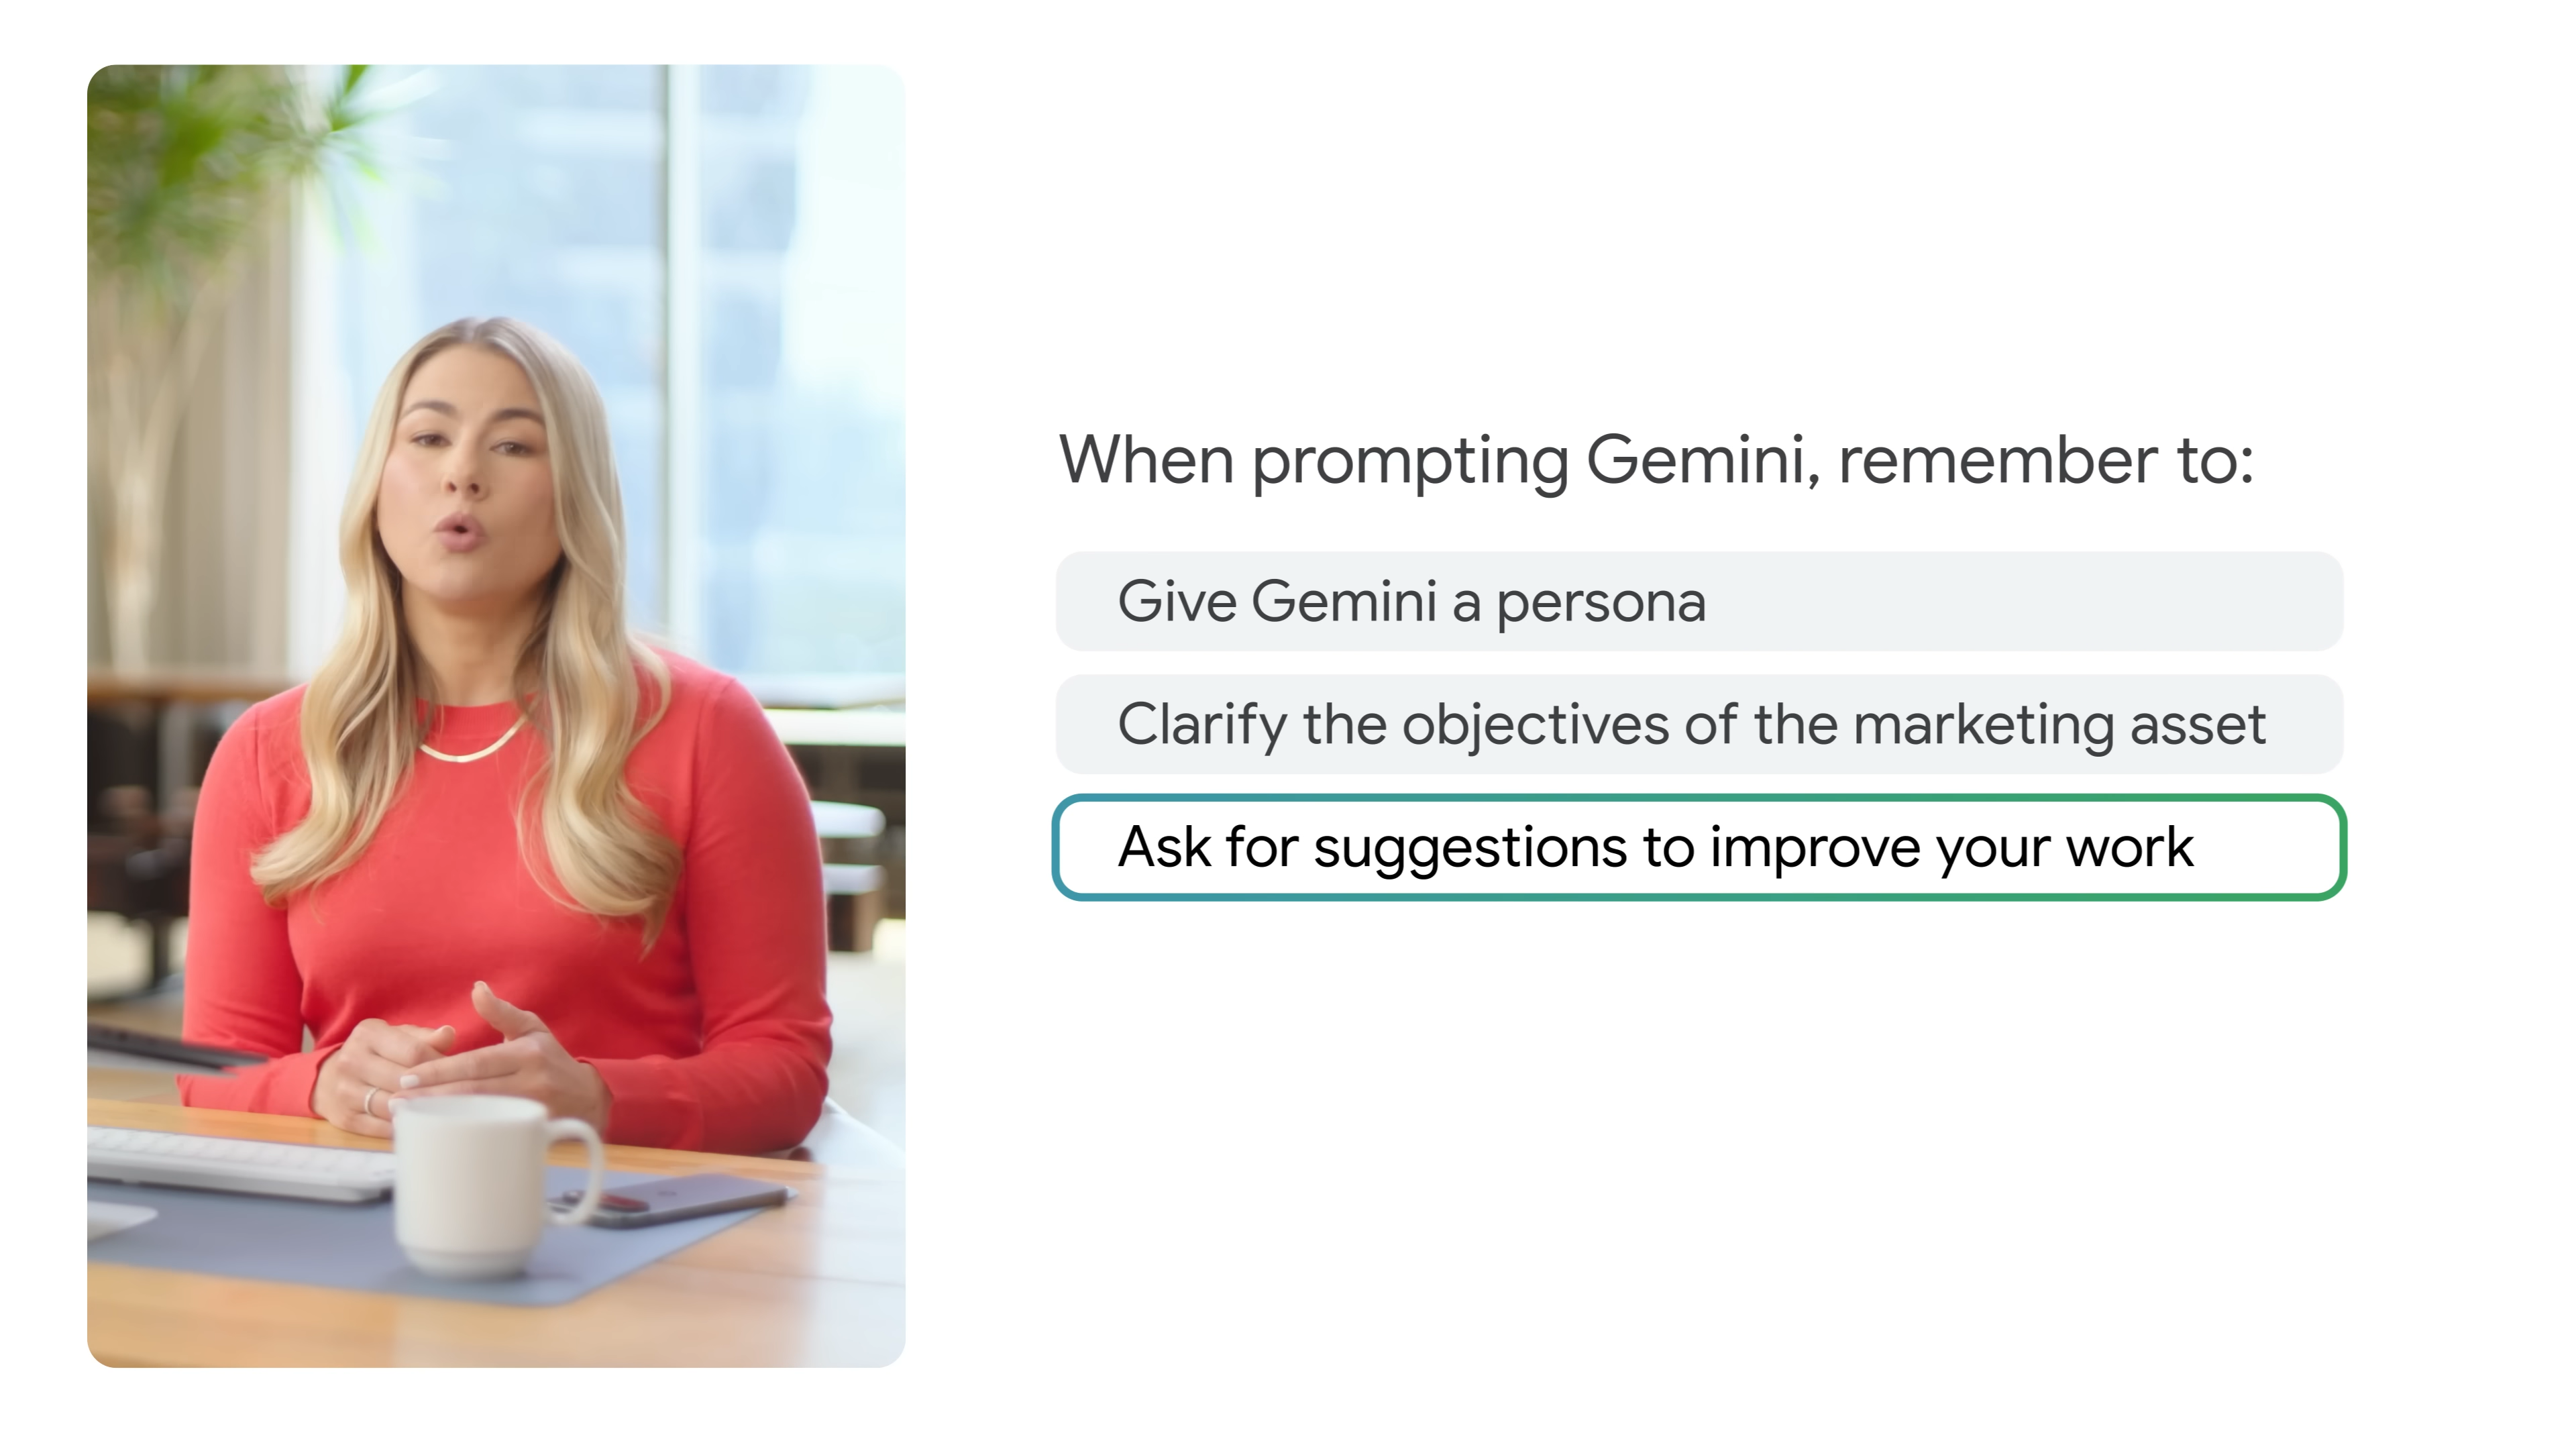 When prompting Gemini, remember to:
Give Gemini a persona
Clarify the objectives of the marketing asset
Ask for suggestions to improve your work